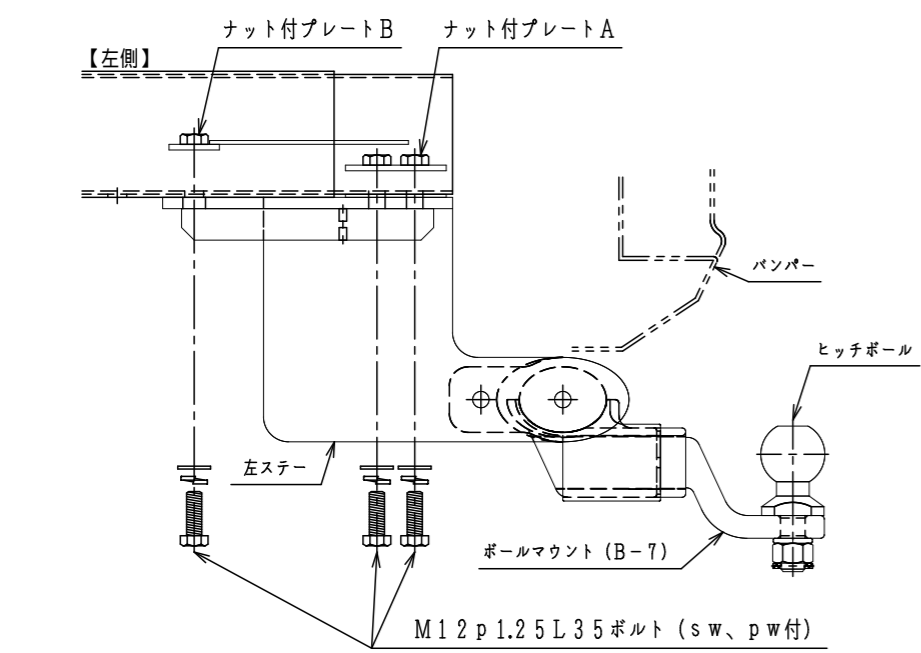 ナット付プレートB
ナット付プレートA
【左側】
バンパー
ヒッチボール
左ステー
ボールマウント（B－7）
M12p1.25L35ボルト（sw、pw付）